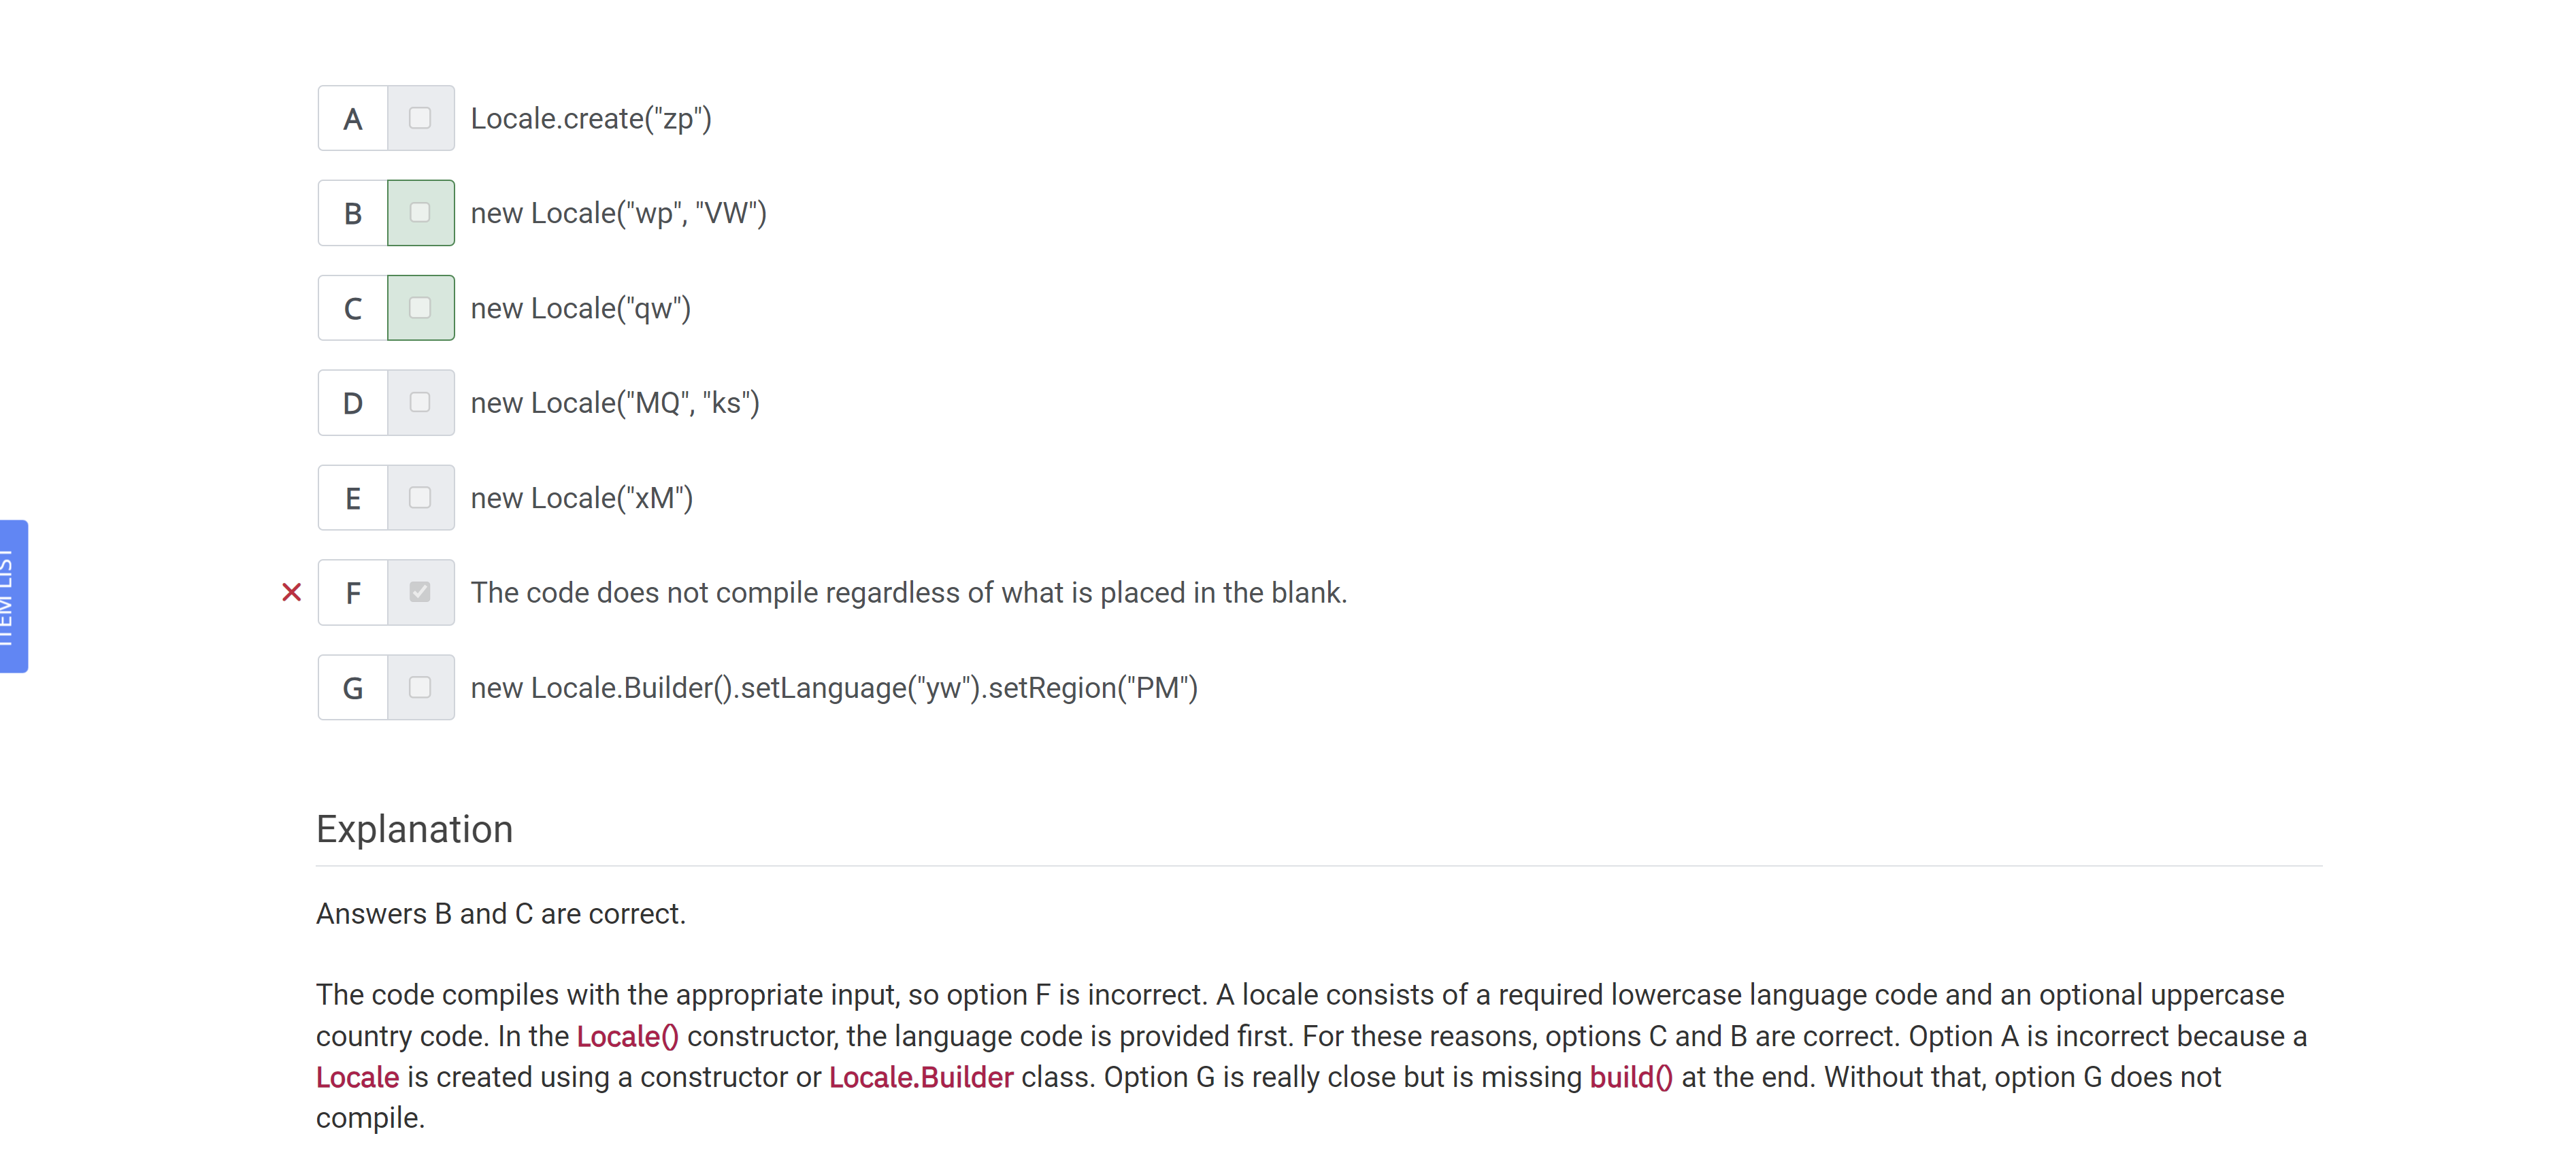 A Locale.create("zp")
B new Locale("wp", "VW")
C new Locale("qw")
D new Locale("MQ", "ks")
E new Locale("xM")
ITEM LIST
F The code does not compile regardless of what is placed in the blank.
G new Locale.Builder().setLanguage("yw").setRegion("PM")
Explanation
Answers B and C are correct.
The code compiles with the appropriate input, so option F is incorrect. A locale consists of a required lowercase language code and an optional uppercase
country code. In the Locale() constructor, the language code is provided first. For these reasons, options C and B are correct. Option A is incorrect because a
Locale is created using a constructor or Locale.Builder class. Option G is really close but is missing build() at the end. Without that, option G does not
compile.